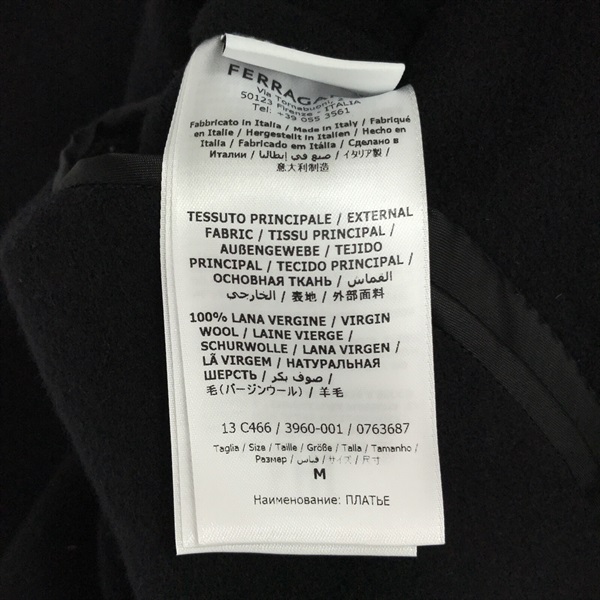 FERRAGA
Via Tornabuoni,
50123 Firenze - ITALIA
Tel. +39 055 3561
Fabbricato in Italia / Made in Italy / Fabriqué
en Italie / Hergestellt in Italien / Hecho en
Italia / Fabricado em Itália / Сделано в
Италии / صنع في إيطاليا / イタリア製 /
意大利制造
TESSUTO PRINCIPALE / EXTERNAL
FABRIC / TISSU PRINCIPAL /
AUßENGEWEBE / TEJIDO
PRINCIPAL / TECIDO PRINCIPAL /
ОСНОВНАЯ ТКАНЬ / القماش
الخارجي / 表地 / 外部面料
100% LANA VERGINE / VIRGIN
WOOL / LAINE VIERGE /
SCHURWOLLE / LANA VIRGEN /
LÃ VIRGEM / НАТУРАЛЬНАЯ
ШЕРСТЬ / صوف بكر /
毛(バージンウール) / 羊毛
13 C466 / 3960-001 / 0763687
Taglia / Size / Taille / Größe / Talla / Tamanho /
Размер / قياس / サイズ / 尺寸
M
Наименование: ПЛАТЬЕ